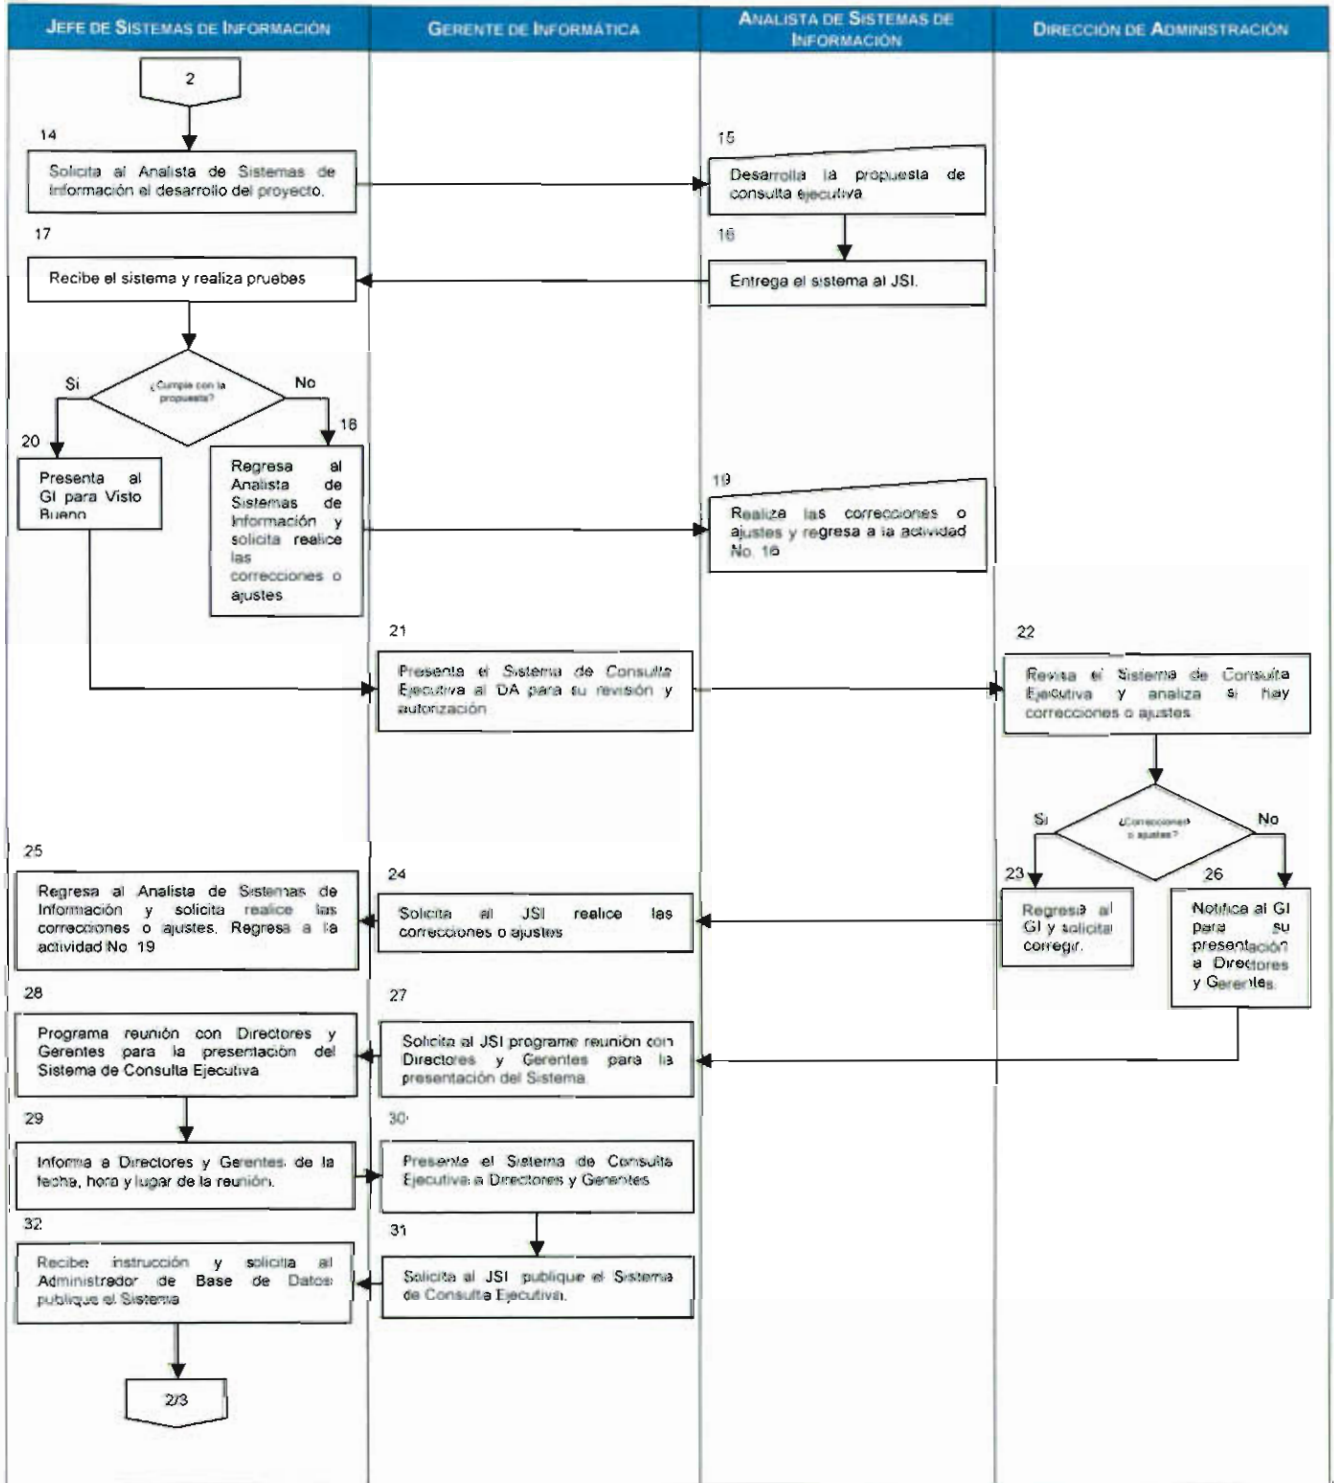 JEFE DE SISTEMAS DE INFORMACIÓN
GERENTE DE INFORMÁTICA
ANALISTA DE SISTEMAS DE
INFORMACIÓN
DIRECCIÓN DE ADMINISTRACIÓN
2
14
Solicita al Analista de Sistemas de
Información el desarrollo del proyecto.
15
Desarrolla la propuesta de
consulta ejecutiva
17
Recibe el sistema y realiza pruebas
16
Entrega el sistema al JSI.
¿Cumple con la
propuesta?
Si
No
20
Presenta al
GI para Visto
Bueno
18
Regresa al
Analista de
Sistemas de
Información y
solicita realice
las
correcciones o
ajustes
19
Realiza las correcciones o
ajustes y regresa a la actividad
No. 16
21
Presenta el Sistema de Consulta
Ejecutiva al DA para su revisión y
autorización
22
Revisa el Sistema de Consulta
Ejecutiva y analiza si hay
correcciones o ajustes
¿Correcciones
o ajustes?
Si
No
25
Regresa al Analista de Sistemas de
Información y solicita realice las
correcciones o ajustes. Regresa a la
actividad No. 19
24
Solicita al JSI realice las
correcciones o ajustes
23
Regresa al
GI y solicita
corregir.
26
Notifica al GI
para su
presentación
a Directores
y Gerentes.
28
Programa reunión con Directores y
Gerentes para la presentación del
Sistema de Consulta Ejecutiva
27
Solicita al JSI programe reunión con
Directores y Gerentes para la
presentación del Sistema.
29
Informa a Directores y Gerentes de la
fecha, hora y lugar de la reunión.
30
Presenta el Sistema de Consulta
Ejecutiva a Directores y Gerentes
32
Recibe instrucción y solicita al
Administrador de Base de Datos
publique el Sistema
31
Solicita al JSI publique el Sistema
de Consulta Ejecutiva.
2/3